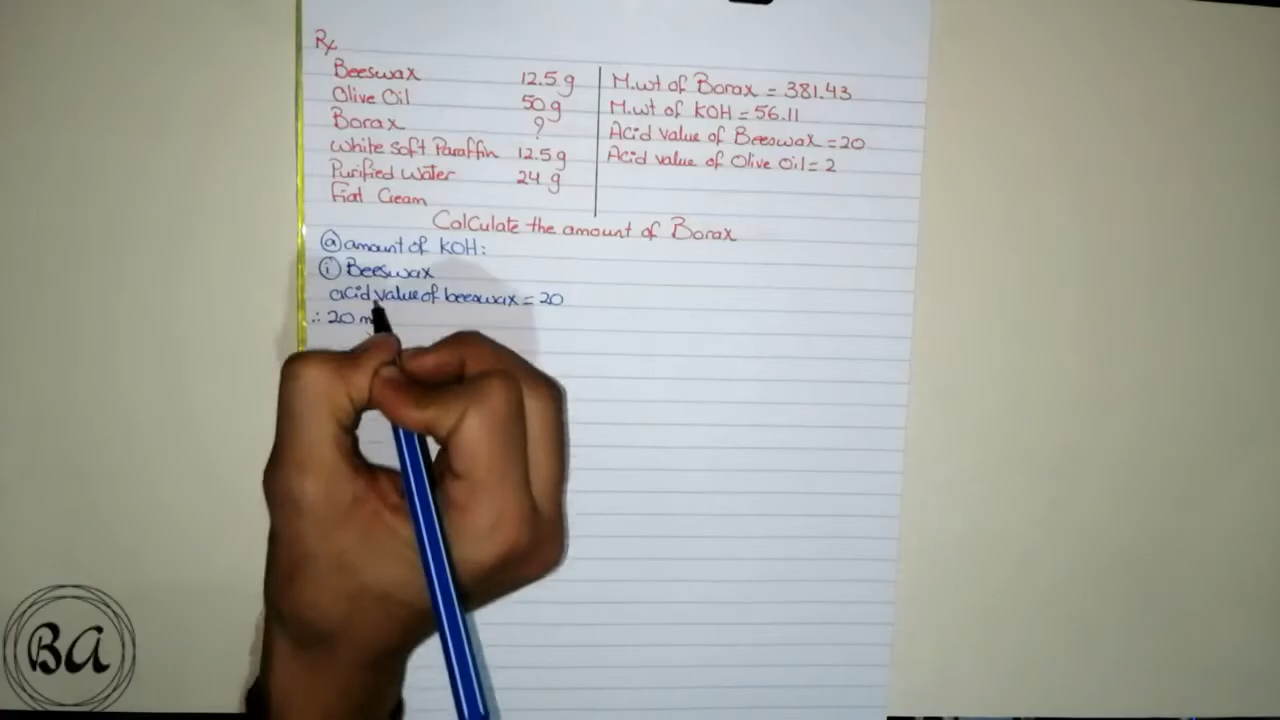 Rx
Beeswax 12.5 g
Olive Oil 50 g
Borax ?
White Soft Paraffin 12.5 g
Purified Water 24 g
Fiat Cream
M.wt of Borax = 381.43
M.wt of KOH = 56.11
Acid value of Beeswax = 20
Acid value of Olive Oil = 2
Calculate the amount of Borax
ⓐ amount of KOH:
ⓘ Beeswax
acid value of beeswax = 20
∴ 20 m
BA